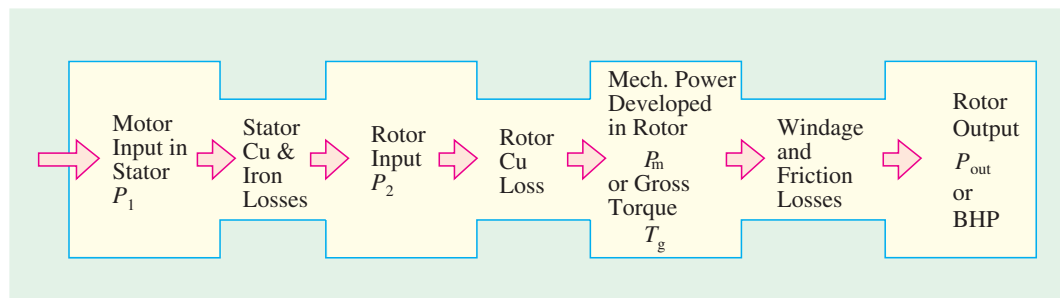 Motor
Input in
Stator
P1
Stator
Cu &
Iron
Losses
Rotor
Input
P2
Rotor
Cu
Loss
Mech. Power
Developed
in Rotor
Pm
or Gross
Torque
Tg
Windage
and
Friction
Losses
Rotor
Output
Pout
or
BHP